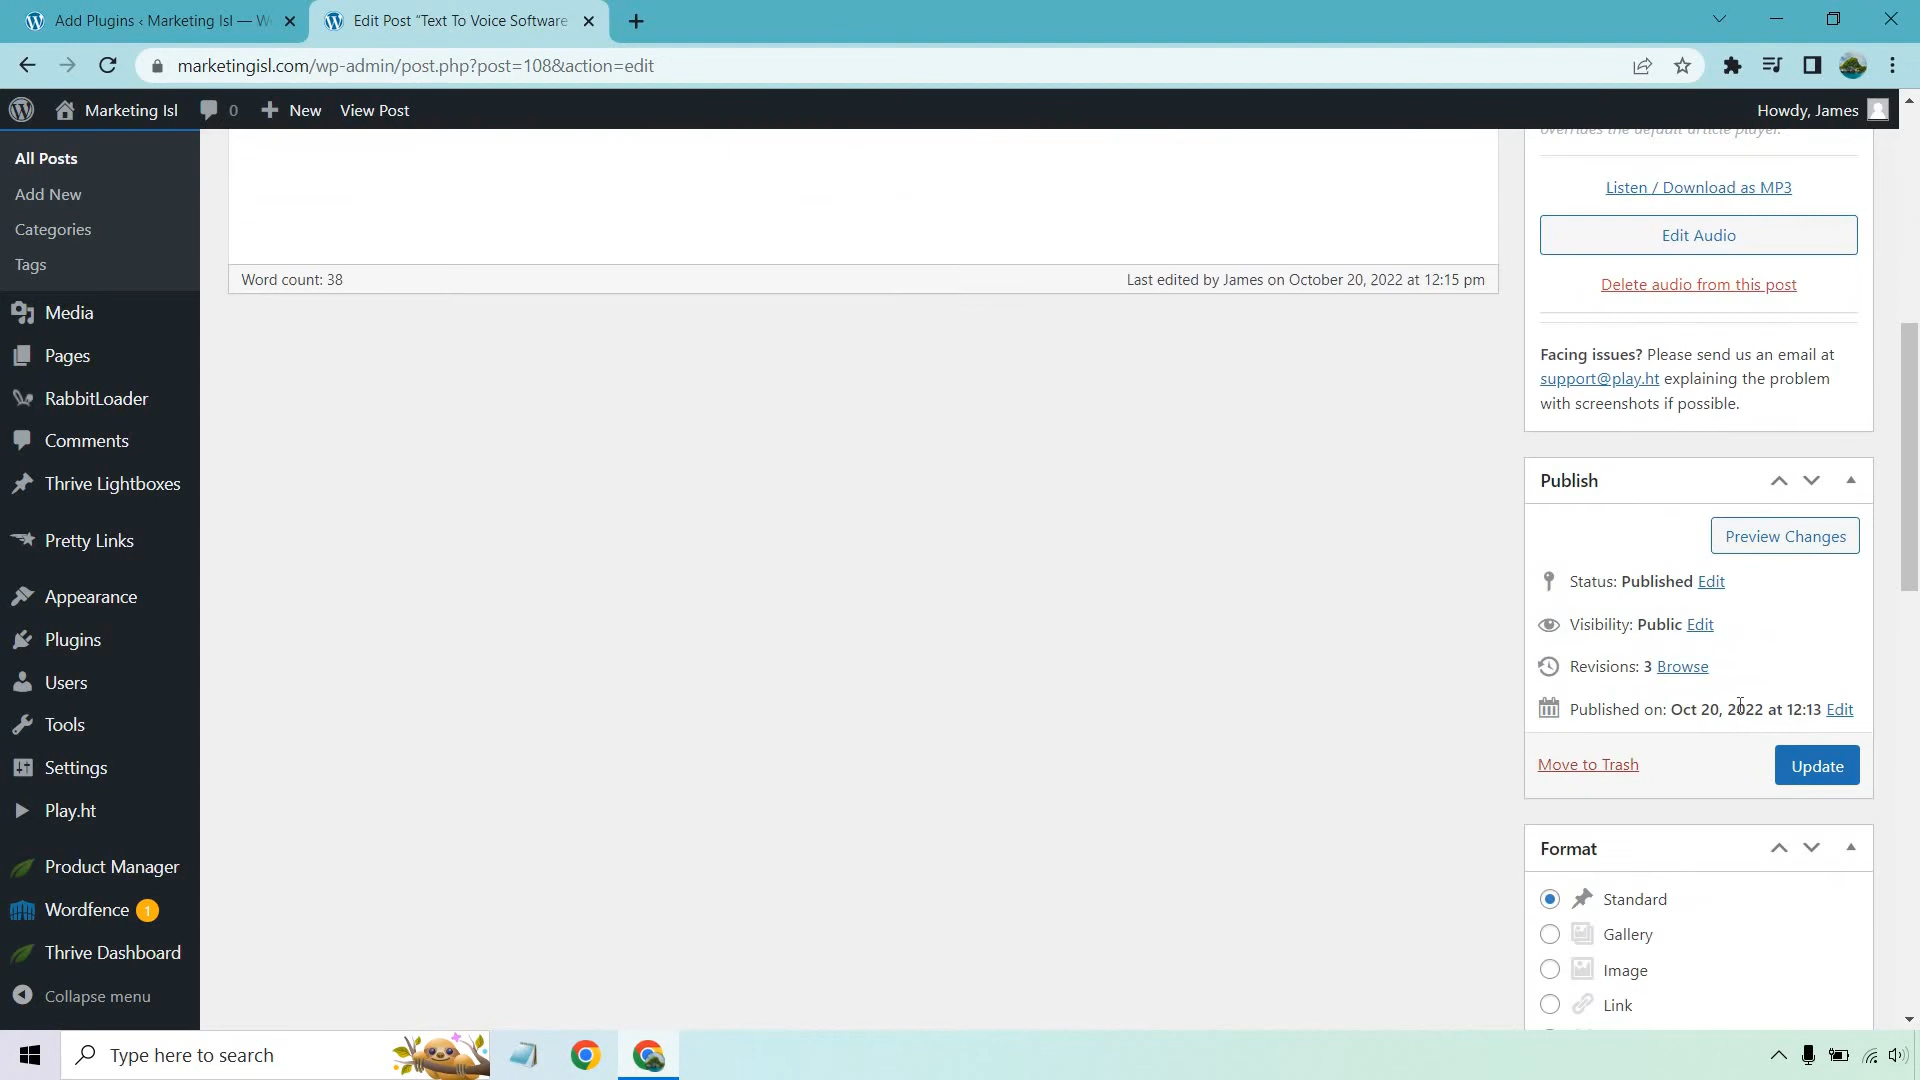 Add Plugins ‹ Marketing Isl — W
Edit Post “Text To Voice Software
marketingisl.com/wp-admin/post.php?post=108&action=edit
Marketing Isl
0
New
View Post
Howdy, James
All Posts
Add New
Categories
Tags
Media
Pages
RabbitLoader
Comments
Thrive Lightboxes
Pretty Links
Appearance
Plugins
Users
Tools
Settings
Play.ht
Product Manager
Wordfence 1
Thrive Dashboard
Collapse menu
Word count: 38
Last edited by James on October 20, 2022 at 12:15 pm
overrides the default article player.
Listen / Download as MP3
Edit Audio
Delete audio from this post
Facing issues? Please send us an email at
support@play.ht explaining the problem
with screenshots if possible.
Publish
Preview Changes
Status: Published Edit
Visibility: Public Edit
Revisions: 3 Browse
Published on: Oct 20, 2022 at 12:13 Edit
Move to Trash
Update
Format
Standard
Gallery
Image
Link
Type here to search